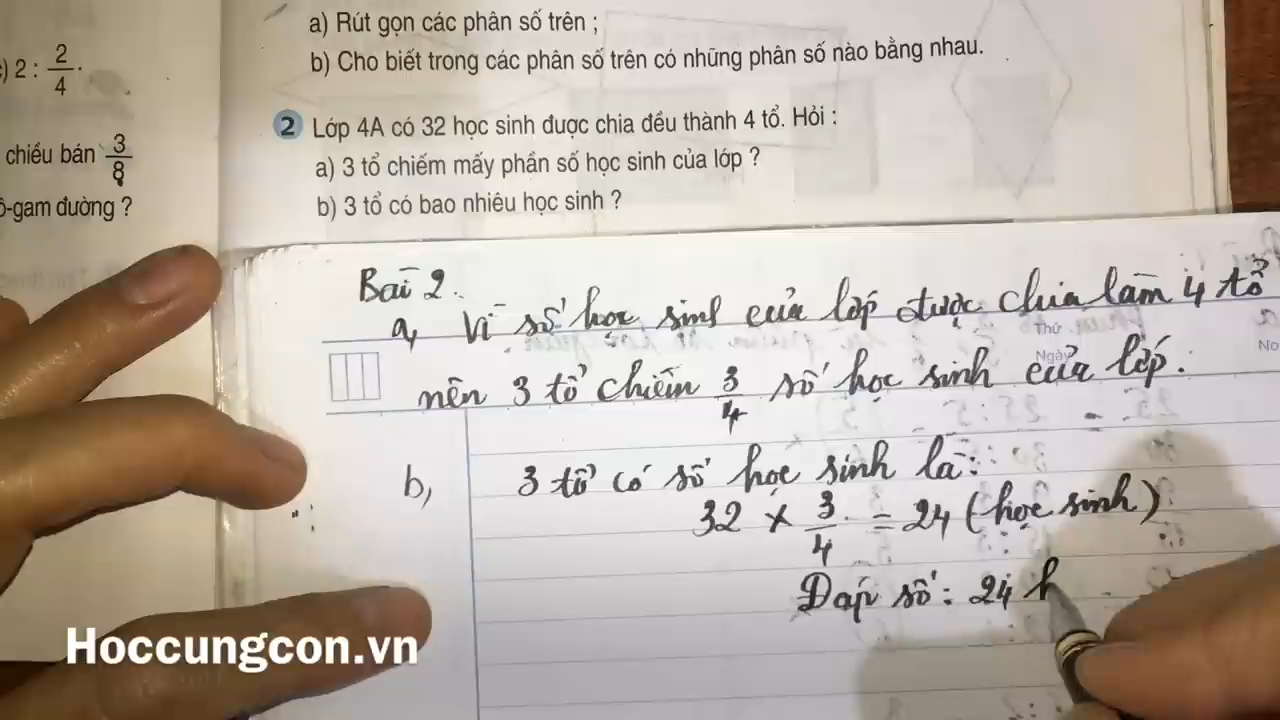 a) Rút gọn các phân số trên ;
b) Cho biết trong các phân số trên có những phân số nào bằng nhau.
) 2 : 2/4 .
2 Lớp 4A có 32 học sinh được chia đều thành 4 tổ. Hỏi :
chiều bán 3/8
a) 3 tổ chiếm mấy phần số học sinh của lớp ?
ô-gam đường ?
b) 3 tổ có bao nhiêu học sinh ?
Bài 2.
a, Vì số học sinh của lớp được chia làm 4 tổ
Thứ
Ngày
No
nên 3 tổ chiếm 3/4 số học sinh của lớp.
b, 3 tổ có số học sinh là:
32 x 3/4 = 24 (học sinh)
Đáp số: 24 h
Hoccungcon.vn